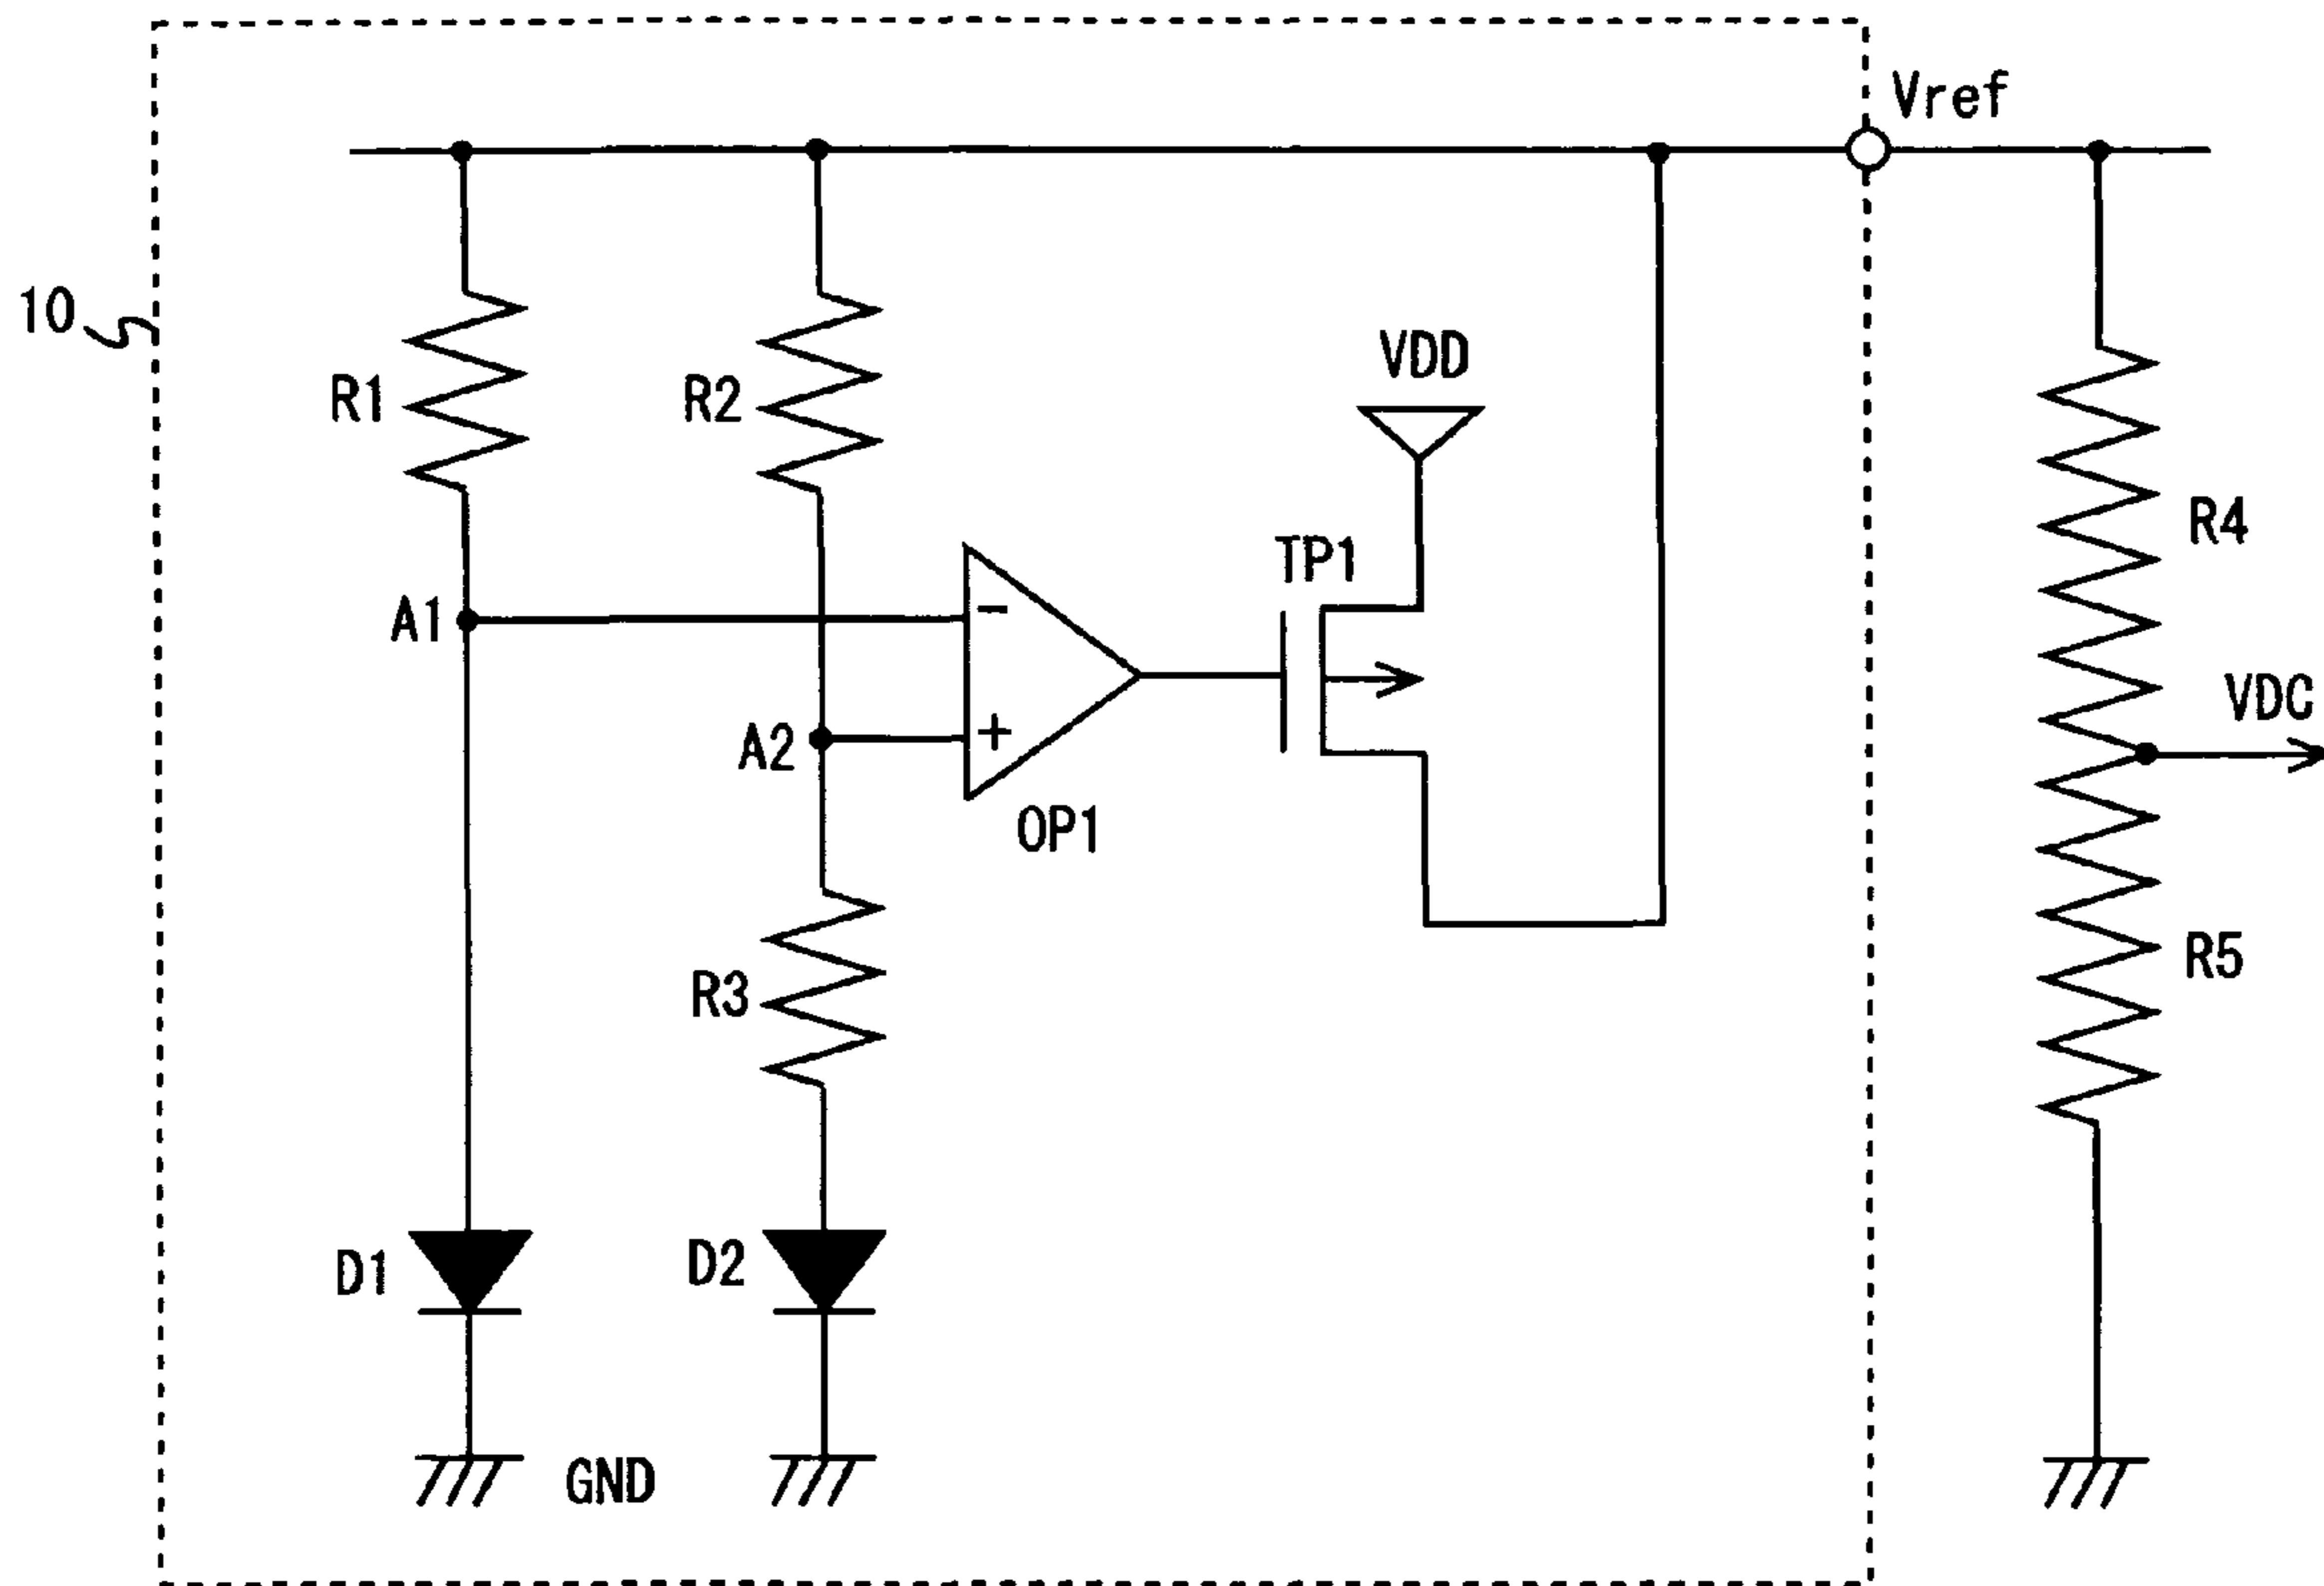 Vref
10
VDD
R1
R2
R4
TP1
A1
VDC
A2
-
+
OP1
R5
R3
D1
D2
GND